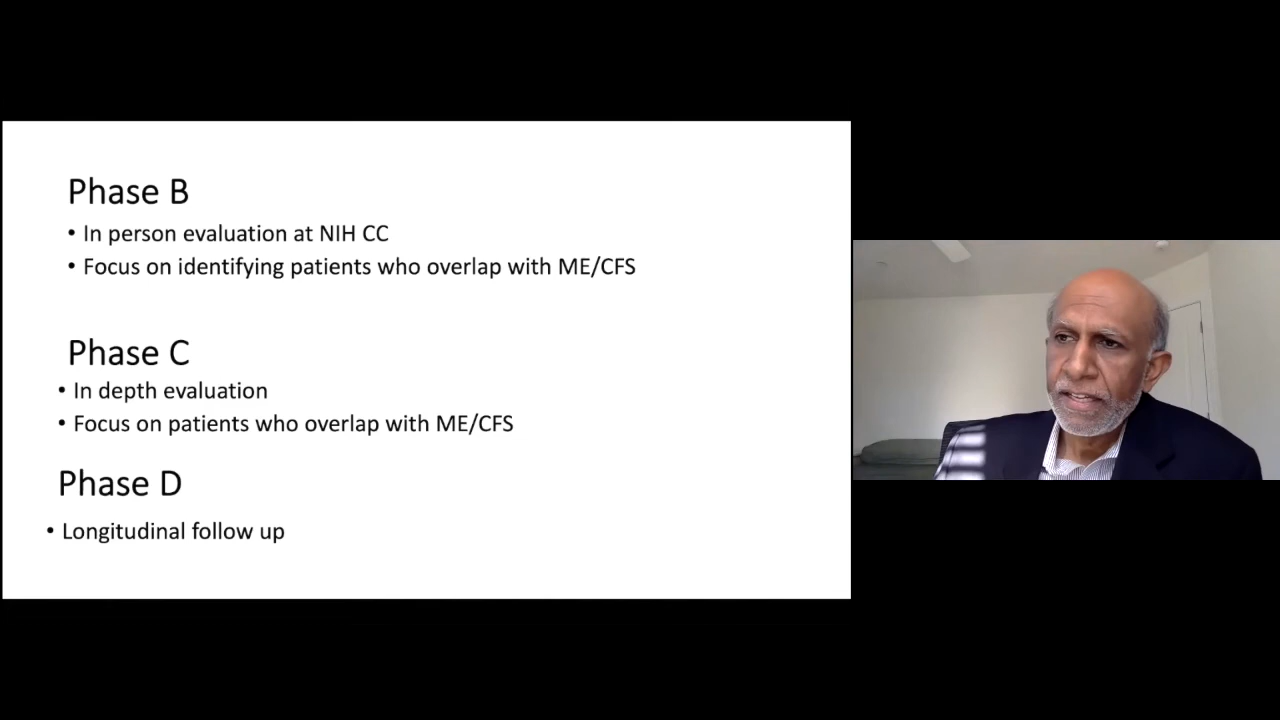 Phase B
• In person evaluation at NIH CC
• Focus on identifying patients who overlap with ME/CFS
Phase C
• In depth evaluation
• Focus on patients who overlap with ME/CFS
Phase D
• Longitudinal follow up